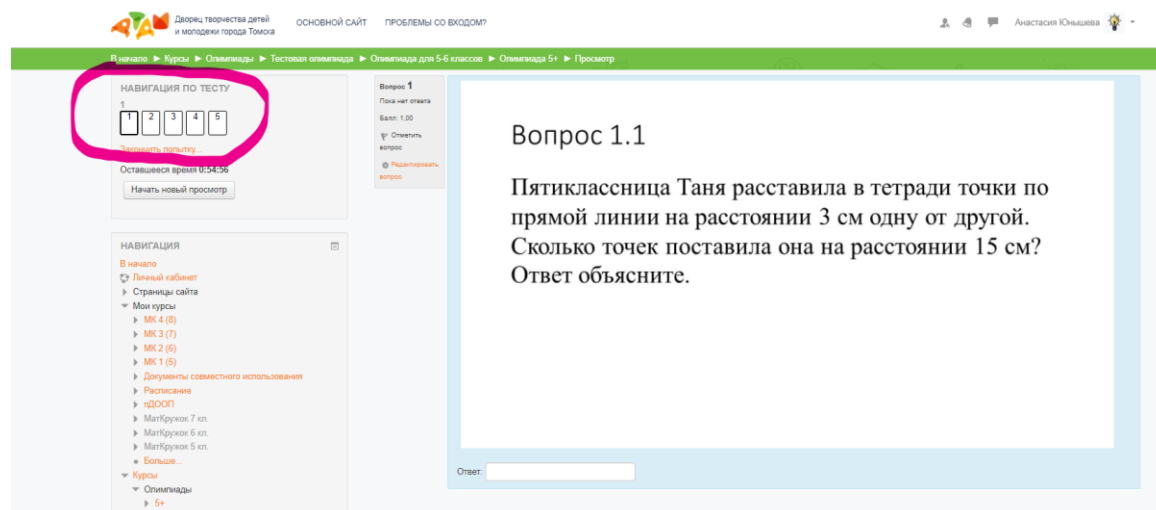 Дворец творчества детей
и молодежи города Томска
ОСНОВНОЙ САЙТ ПРОБЛЕМЫ СО ВХОДОМ?
Анастасия Юнышева
В начало ► Курсы ► Олимпиады ► Тестовая олимпиада ► Олимпиада для 5-6 классов ► Олимпиада 5+ ► Просмотр
НАВИГАЦИЯ ПО ТЕСТУ
1
1 2 3 4 5
Закончить попытку...
Оставшееся время 0:54:56
Начать новый просмотр
НАВИГАЦИЯ
В начало
Личный кабинет
Страницы сайта
Мои курсы
МК 4 (8)
МК 3 (7)
МК 2 (6)
МК 1 (5)
Документы совместного использования
Расписание
пДООП
МатКружок 7 кл.
МатКружок 6 кл.
МатКружок 5 кл.
Больше...
Курсы
Олимпиады
5+
Вопрос 1
Пока нет ответа
Балл: 1,00
Отметить
вопрос
Редактировать
вопрос
Вопрос 1.1
Пятиклассница Таня расставила в тетради точки по
прямой линии на расстоянии 3 см одну от другой.
Сколько точек поставила она на расстоянии 15 см?
Ответ объясните.
Ответ: